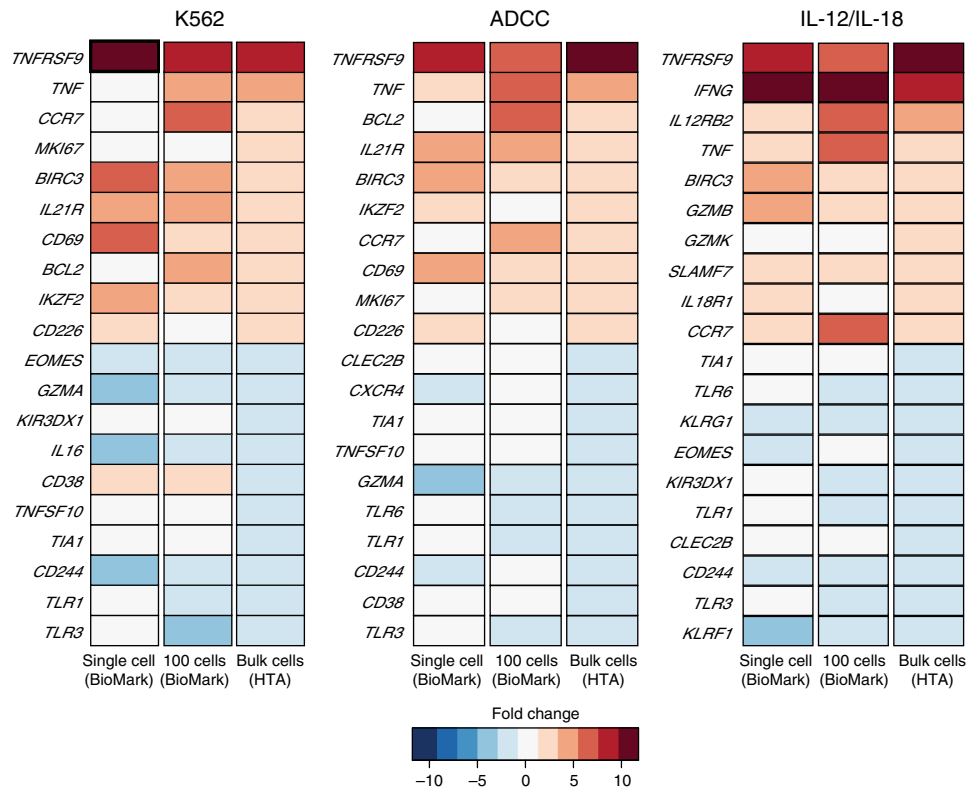 K562
TNFRSF9
TNF
CCR7
MKI67
BIRC3
IL21R
CD69
BCL2
IKZF2
CD226
EOMES
GZMA
KIR3DX1
IL16
CD38
TNFSF10
TIA1
CD244
TLR1
TLR3
Single cell (BioMark)
100 cells (BioMark)
Bulk cells (HTA)
ADCC
TNFRSF9
TNF
BCL2
IL21R
BIRC3
IKZF2
CCR7
CD69
MKI67
CD226
CLEC2B
CXCR4
TIA1
TNFSF10
GZMA
TLR6
TLR1
CD244
CD38
TLR3
Single cell (BioMark)
100 cells (BioMark)
Bulk cells (HTA)
IL-12/IL-18
TNFRSF9
IFNG
IL12RB2
TNF
BIRC3
GZMB
GZMK
SLAMF7
IL18R1
CCR7
TIA1
TLR6
KLRG1
EOMES
KIR3DX1
TLR1
CLEC2B
CD244
TLR3
KLRF1
Single cell (BioMark)
100 cells (BioMark)
Bulk cells (HTA)
Fold change
–10 –5 0 5 10